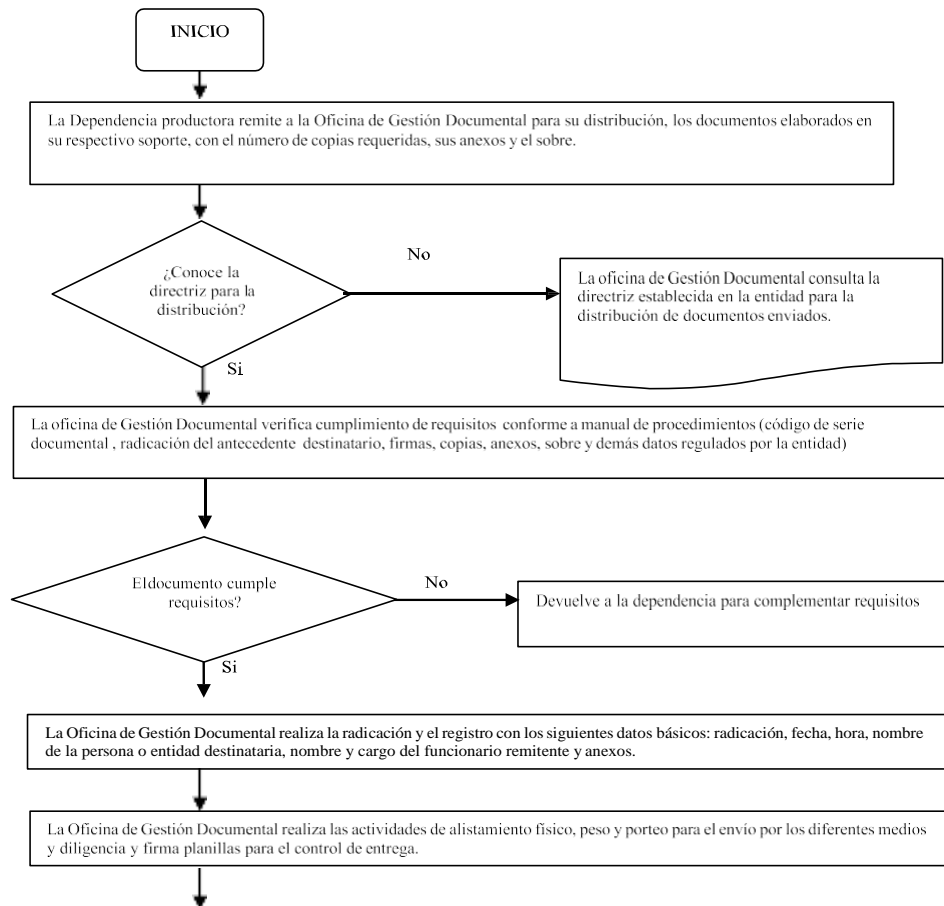 INICIO
La Dependencia productora remite a la Oficina de Gestión Documental para su distribución, los documentos elaborados en
su respectivo soporte, con el número de copias requeridas, sus anexos y el sobre.
¿Conoce la
directriz para la
distribución?
No
La oficina de Gestión Documental consulta la
directriz establecida en la entidad para la
distribución de documentos enviados.
Si
La oficina de Gestión Documental verifica cumplimiento de requisitos conforme a manual de procedimientos (código de serie
documental , radicación del antecedente destinatario, firmas, copias, anexos, sobre y demás datos regulados por la entidad)
Eldocumento cumple
requisitos?
No
Devuelve a la dependencia para complementar requisitos
Si
La Oficina de Gestión Documental realiza la radicación y el registro con los siguientes datos básicos: radicación, fecha, hora, nombre
de la persona o entidad destinataria, nombre y cargo del funcionario remitente y anexos.
La Oficina de Gestión Documental realiza las actividades de alistamiento físico, peso y porteo para el envío por los diferentes medios
y diligencia y firma planillas para el control de entrega.